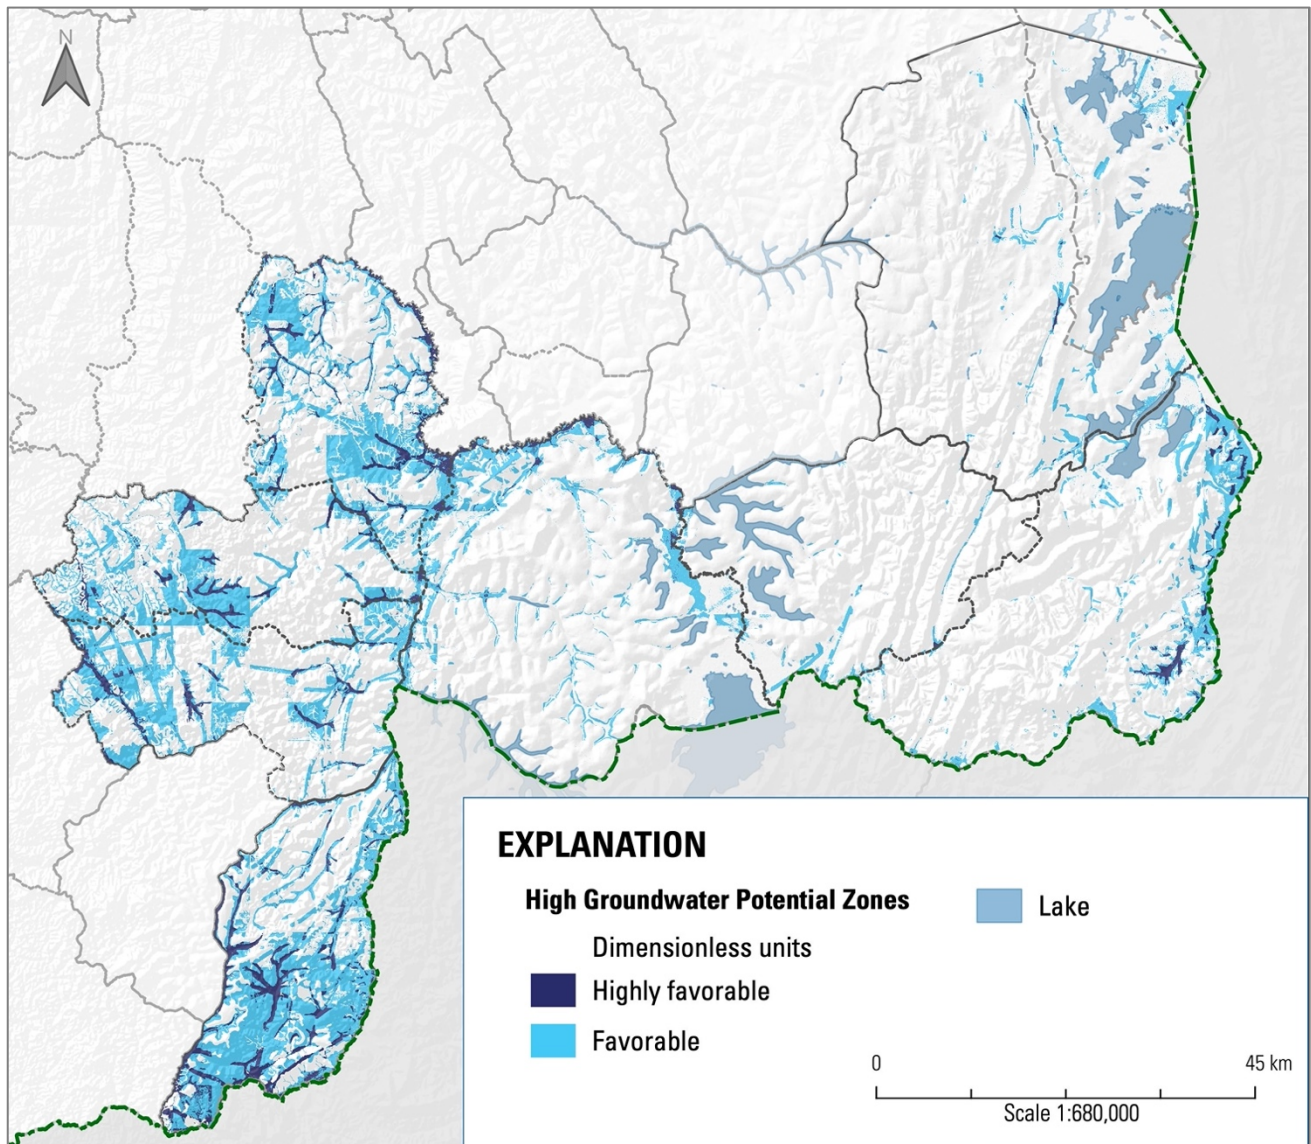 N
EXPLANATION
High Groundwater Potential Zones
Dimensionless units
Highly favorable
Favorable
Lake
0 45 km
Scale 1:680,000